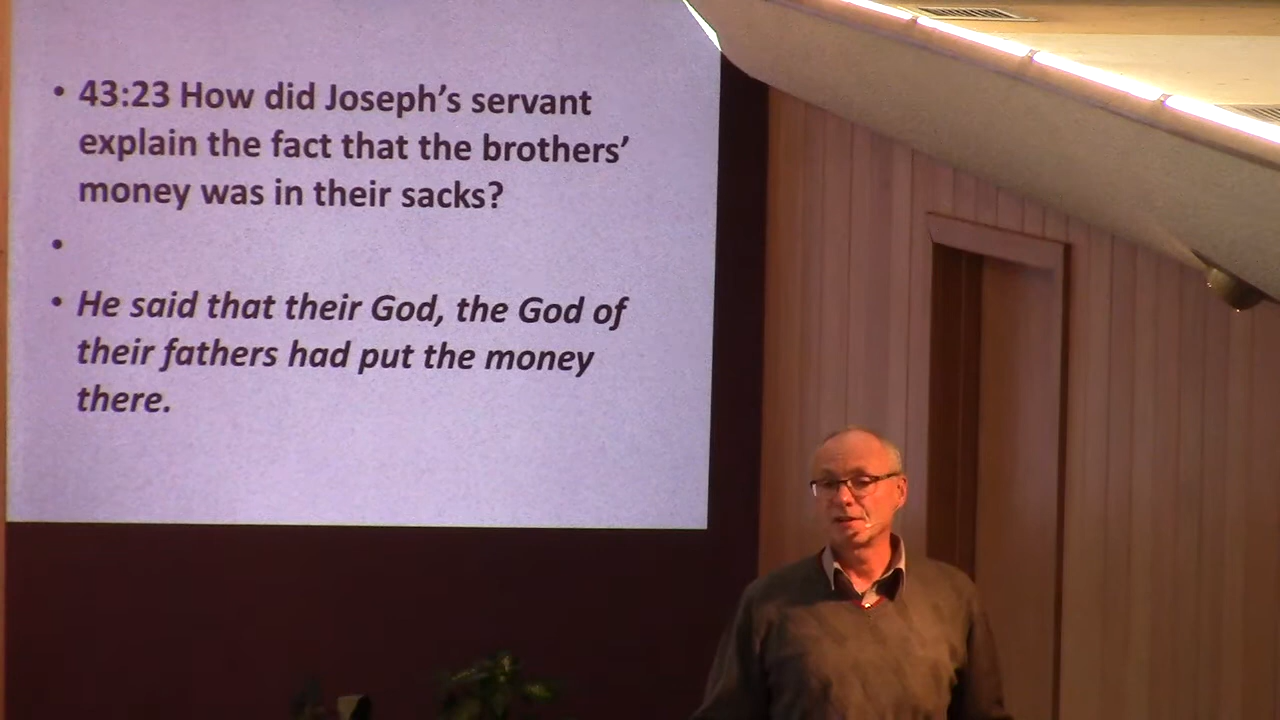 • 43:23 How did Joseph’s servant
explain the fact that the brothers’
money was in their sacks?
•
• He said that their God, the God of
their fathers had put the money
there.